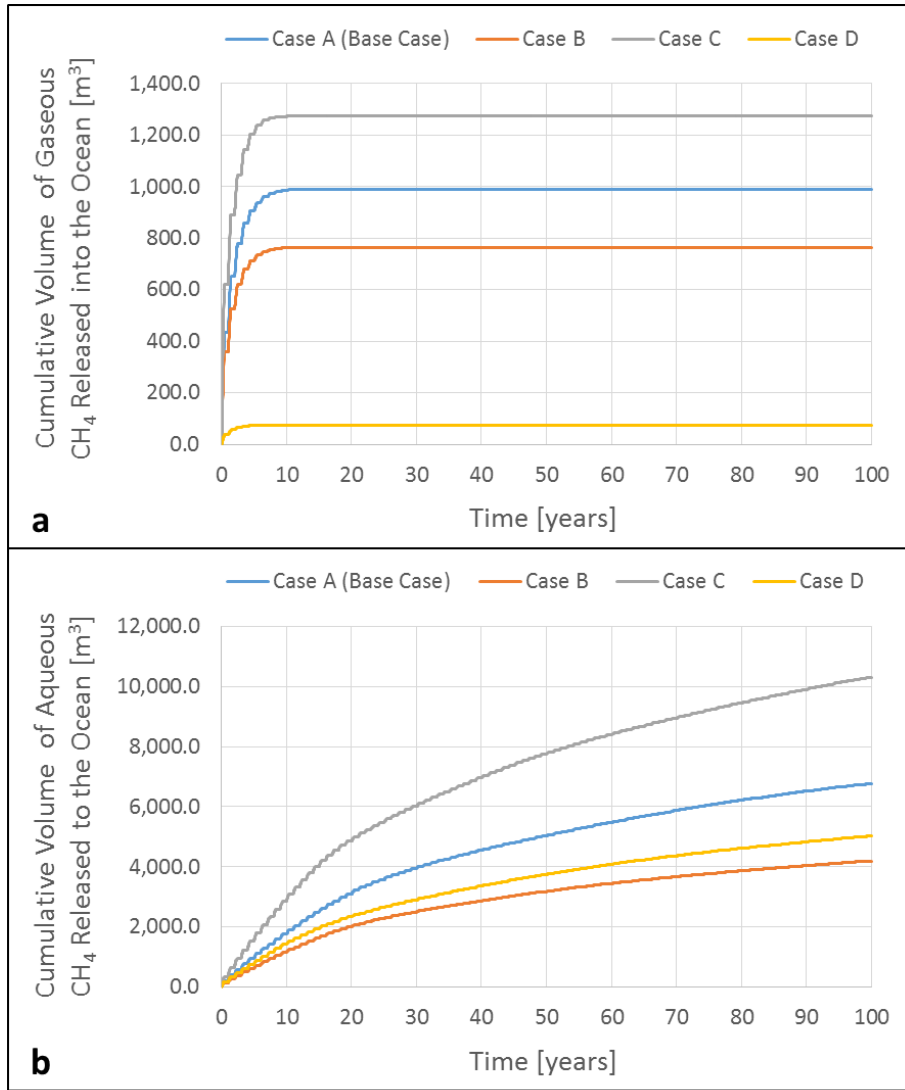 Case A (Base Case) Case B Case C Case D
Cumulative Volume of Gaseous
CH₄ Released into the Ocean [m³]
1,400.0
1,200.0
1,000.0
800.0
600.0
400.0
200.0
0.0
0 10 20 30 40 50 60 70 80 90 100
Time [years]
a
Case A (Base Case) Case B Case C Case D
Cumulative Volume of Aqueous
CH₄ Released to the Ocean [m³]
12,000.0
10,000.0
8,000.0
6,000.0
4,000.0
2,000.0
0.0
0 10 20 30 40 50 60 70 80 90 100
Time [years]
b